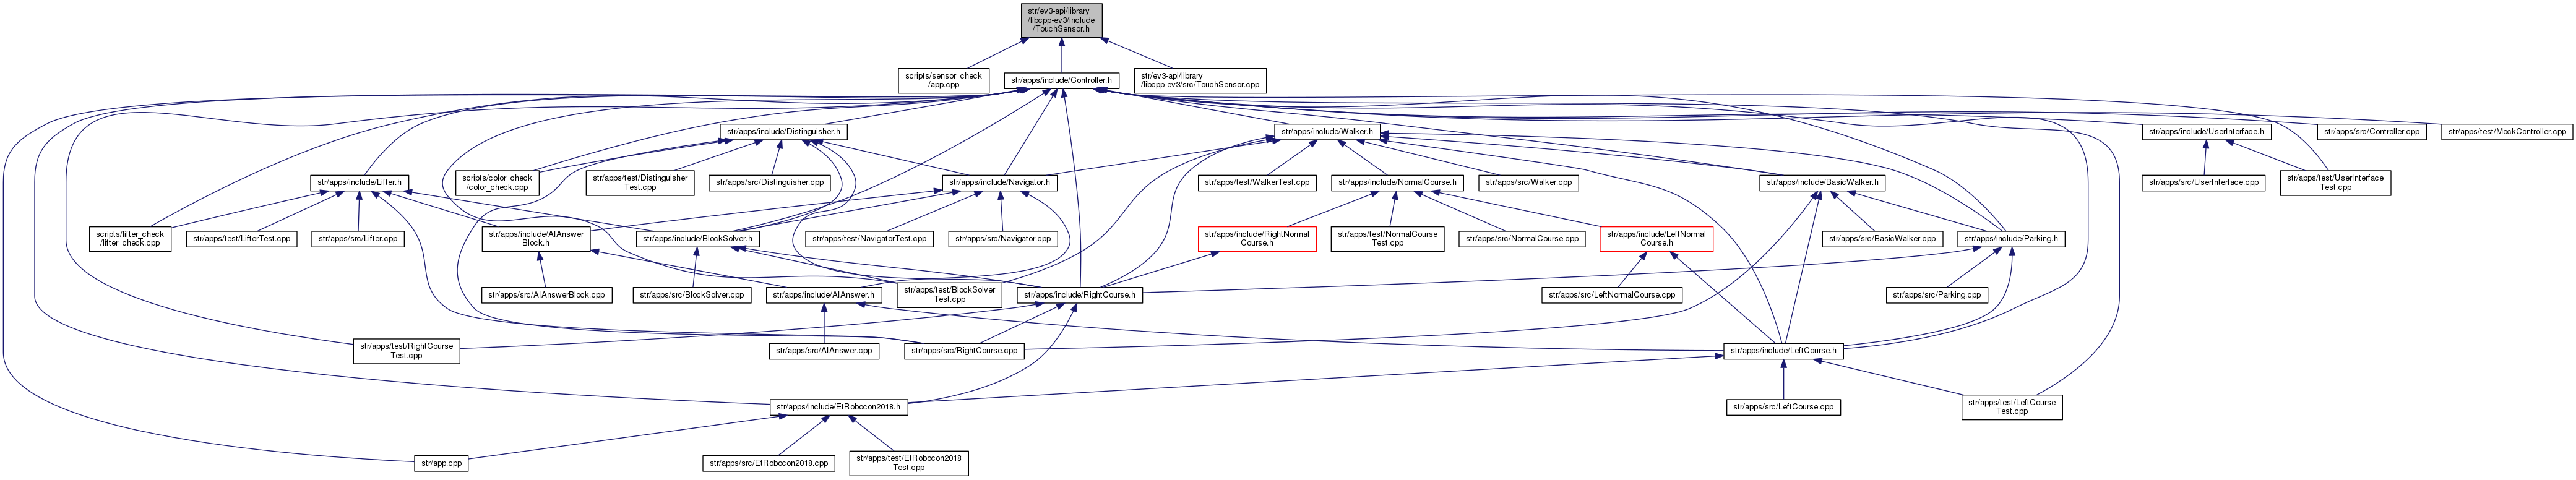 str/ev3-api/library
/libcpp-ev3/include
/TouchSensor.h
scripts/sensor_check
/app.cpp
str/apps/include/Controller.h
str/ev3-api/library
/libcpp-ev3/src/TouchSensor.cpp
str/apps/include/Distinguisher.h
str/apps/include/Walker.h
str/apps/include/UserInterface.h
str/apps/src/Controller.cpp
str/apps/test/MockController.cpp
str/apps/include/Lifter.h
scripts/color_check
/color_check.cpp
str/apps/test/Distinguisher
Test.cpp
str/apps/src/Distinguisher.cpp
str/apps/include/Navigator.h
str/apps/test/WalkerTest.cpp
str/apps/include/NormalCourse.h
str/apps/src/Walker.cpp
str/apps/include/BasicWalker.h
str/apps/src/UserInterface.cpp
str/apps/test/UserInterface
Test.cpp
scripts/lifter_check
/lifter_check.cpp
str/apps/test/LifterTest.cpp
str/apps/src/Lifter.cpp
str/apps/include/AIAnswer
Block.h
str/apps/include/BlockSolver.h
str/apps/test/NavigatorTest.cpp
str/apps/src/Navigator.cpp
str/apps/include/RightNormal
Course.h
str/apps/test/NormalCourse
Test.cpp
str/apps/src/NormalCourse.cpp
str/apps/include/LeftNormal
Course.h
str/apps/src/BasicWalker.cpp
str/apps/include/Parking.h
str/apps/src/AIAnswerBlock.cpp
str/apps/src/BlockSolver.cpp
str/apps/include/AIAnswer.h
str/apps/test/BlockSolver
Test.cpp
str/apps/include/RightCourse.h
str/apps/src/LeftNormalCourse.cpp
str/apps/src/Parking.cpp
str/apps/test/RightCourse
Test.cpp
str/apps/src/AIAnswer.cpp
str/apps/src/RightCourse.cpp
str/apps/include/LeftCourse.h
str/apps/include/EtRobocon2018.h
str/apps/src/LeftCourse.cpp
str/apps/test/LeftCourse
Test.cpp
str/app.cpp
str/apps/src/EtRobocon2018.cpp
str/apps/test/EtRobocon2018
Test.cpp